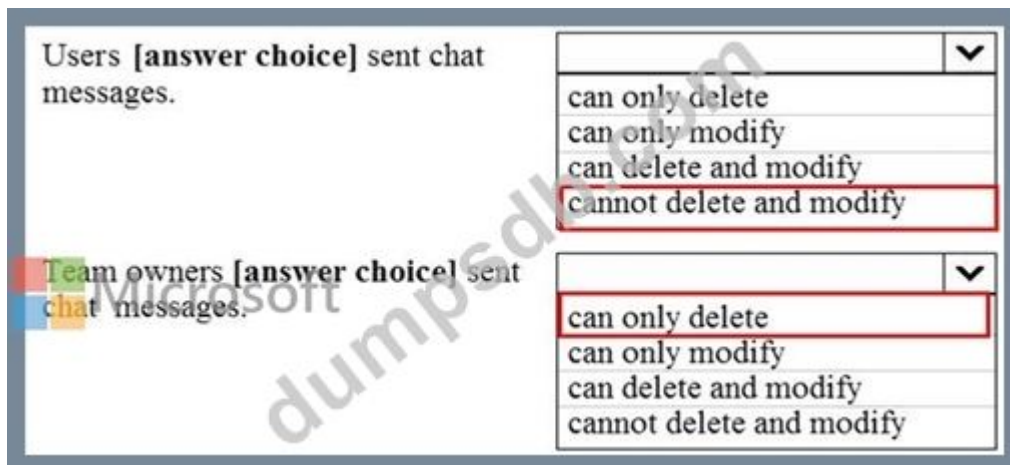 Users [answer choice] sent chat
messages.
can only delete
can only modify
can delete and modify
cannot delete and modify
Team owners [answer choice] sent
chat messages.
can only delete
can only modify
can delete and modify
cannot delete and modify
Microsoft
dumpsdb.com